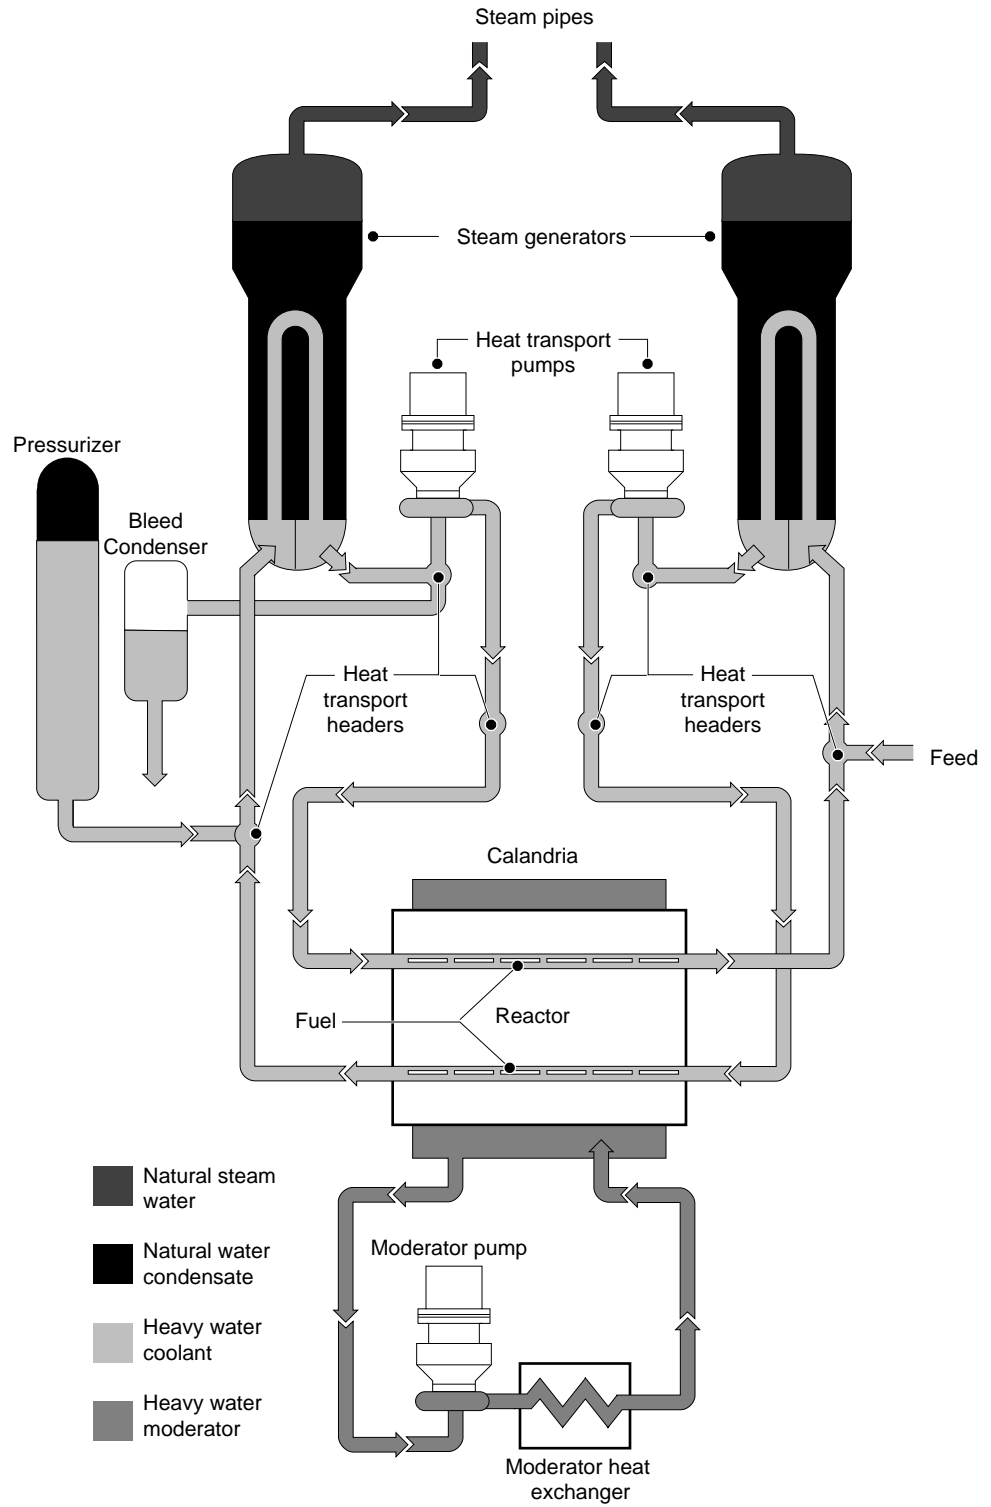 Steam pipes
Steam generators
Heat transport
pumps
Pressurizer
Bleed
Condenser
Heat
transport
headers
Heat
transport
headers
Feed
Calandria
Fuel
Reactor
Natural steam
water
Natural water
condensate
Heavy water
coolant
Heavy water
moderator
Moderator pump
Moderator heat
exchanger